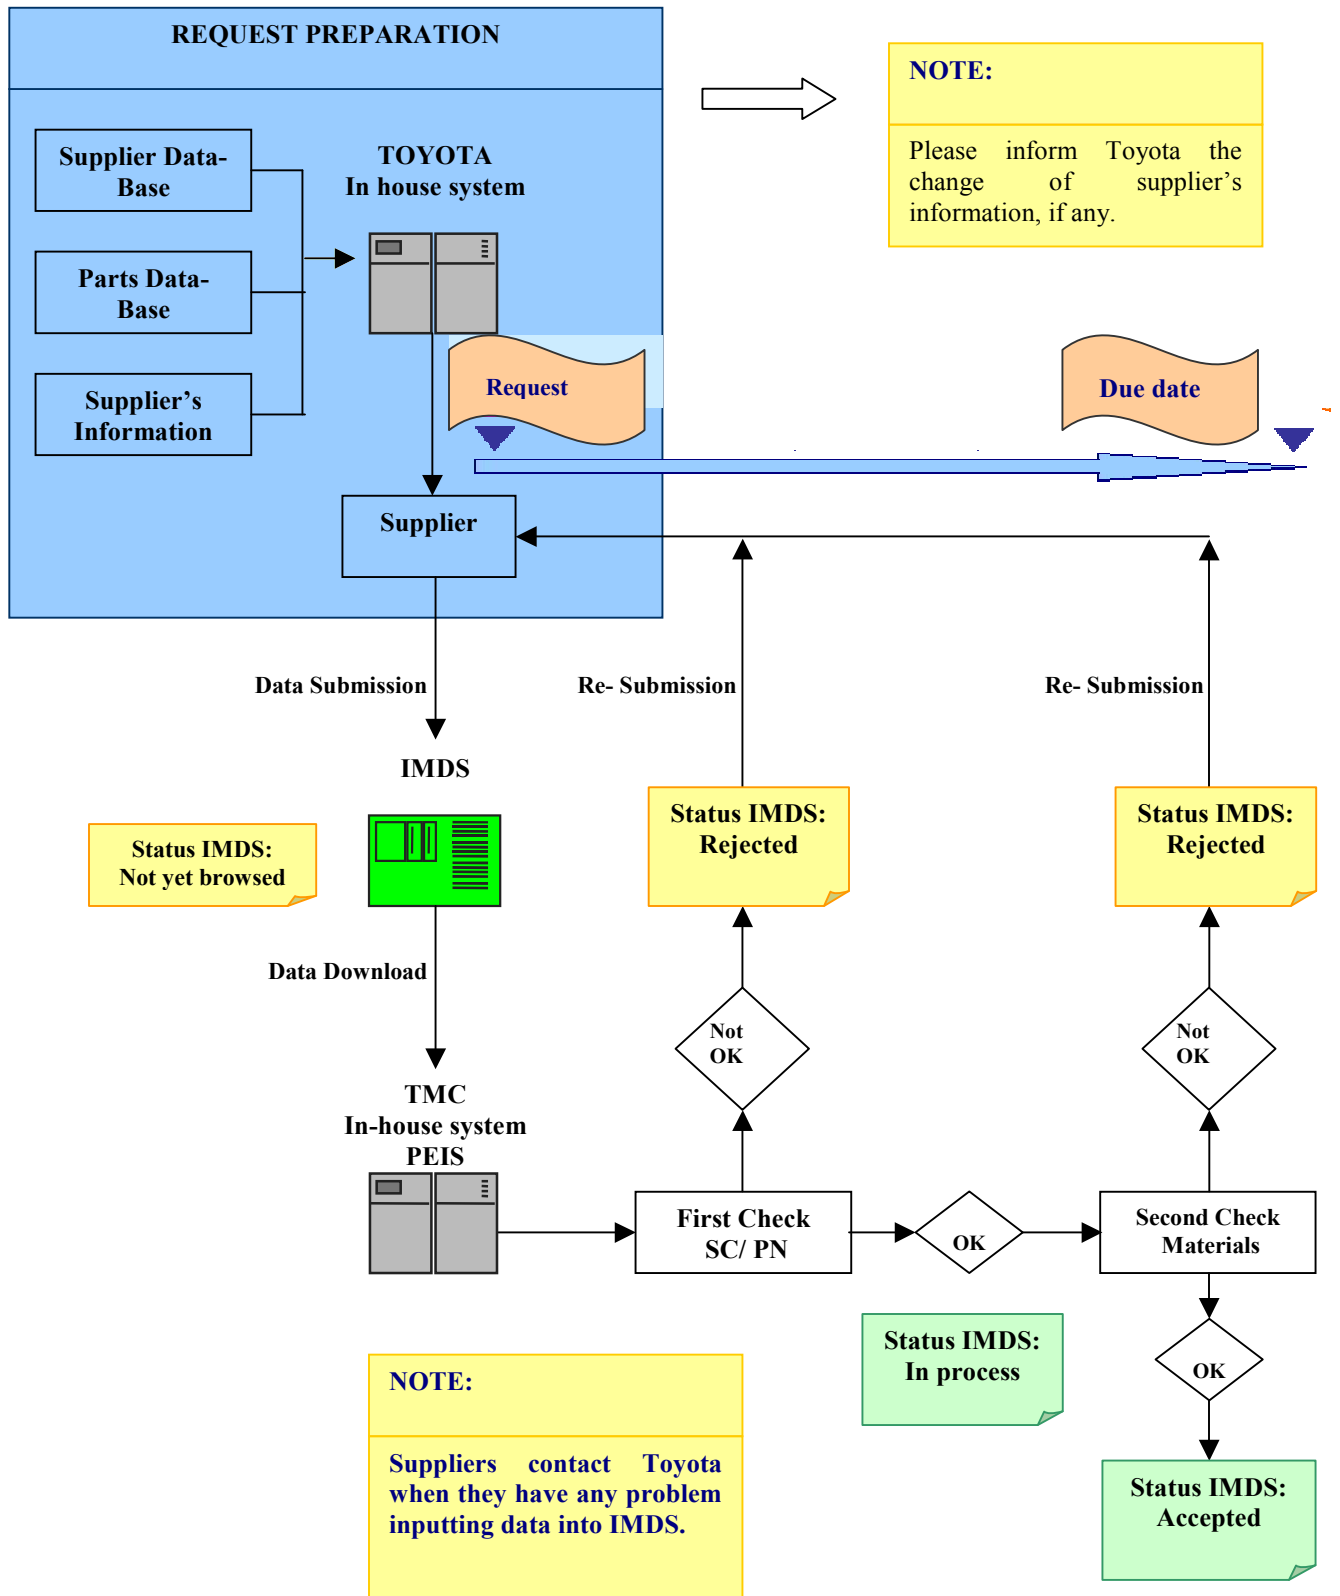 REQUEST PREPARATION
NOTE:
Please inform Toyota the
change of supplier's
information, if any.
Supplier Data-
Base
TOYOTA
In house system
Parts Data-
Base
Supplier's
Information
Request
Due date
Supplier
Data Submission
Re- Submission
Re- Submission
IMDS
Status IMDS:
Not yet browsed
Status IMDS:
Rejected
Status IMDS:
Rejected
Data Download
Not
OK
Not
OK
TMC
In-house system
PEIS
First Check
SC/ PN
OK
Second Check
Materials
Status IMDS:
In process
OK
NOTE:
Suppliers contact Toyota
when they have any problem
inputting data into IMDS.
Status IMDS:
Accepted